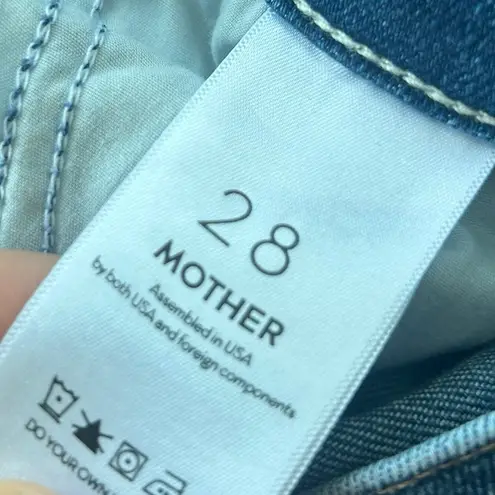 28
MOTHER
Assembled in USA
by both USA and foreign components
DO YOUR OWN